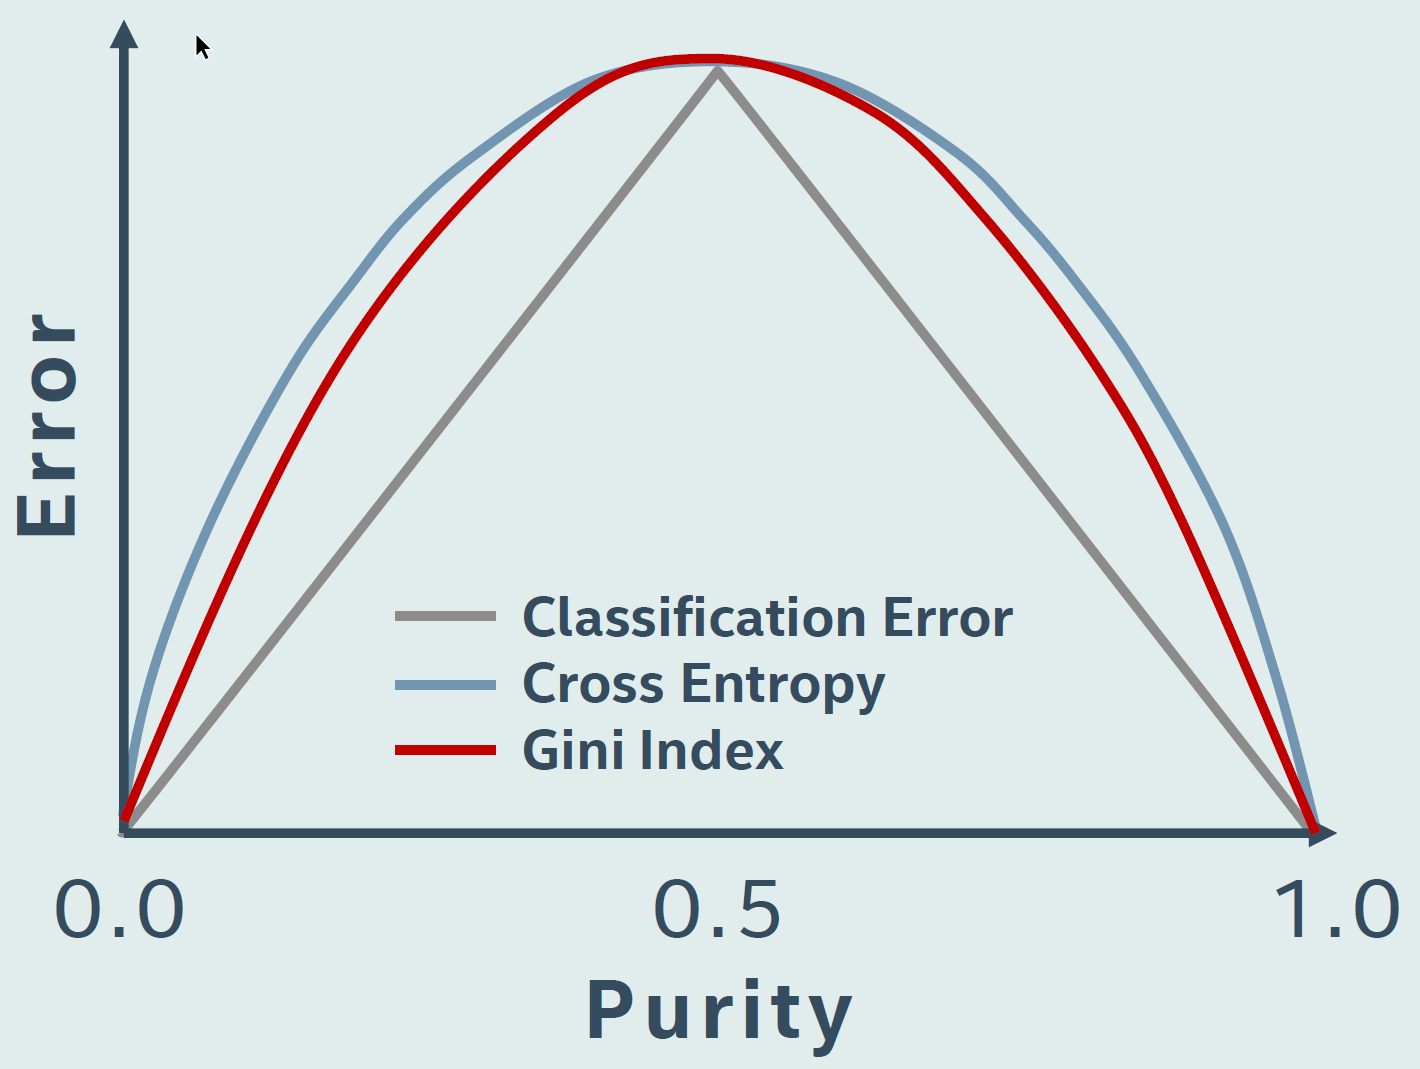 Error
Classification Error
Cross Entropy
Gini Index
0.0
0.5
1.0
Purity